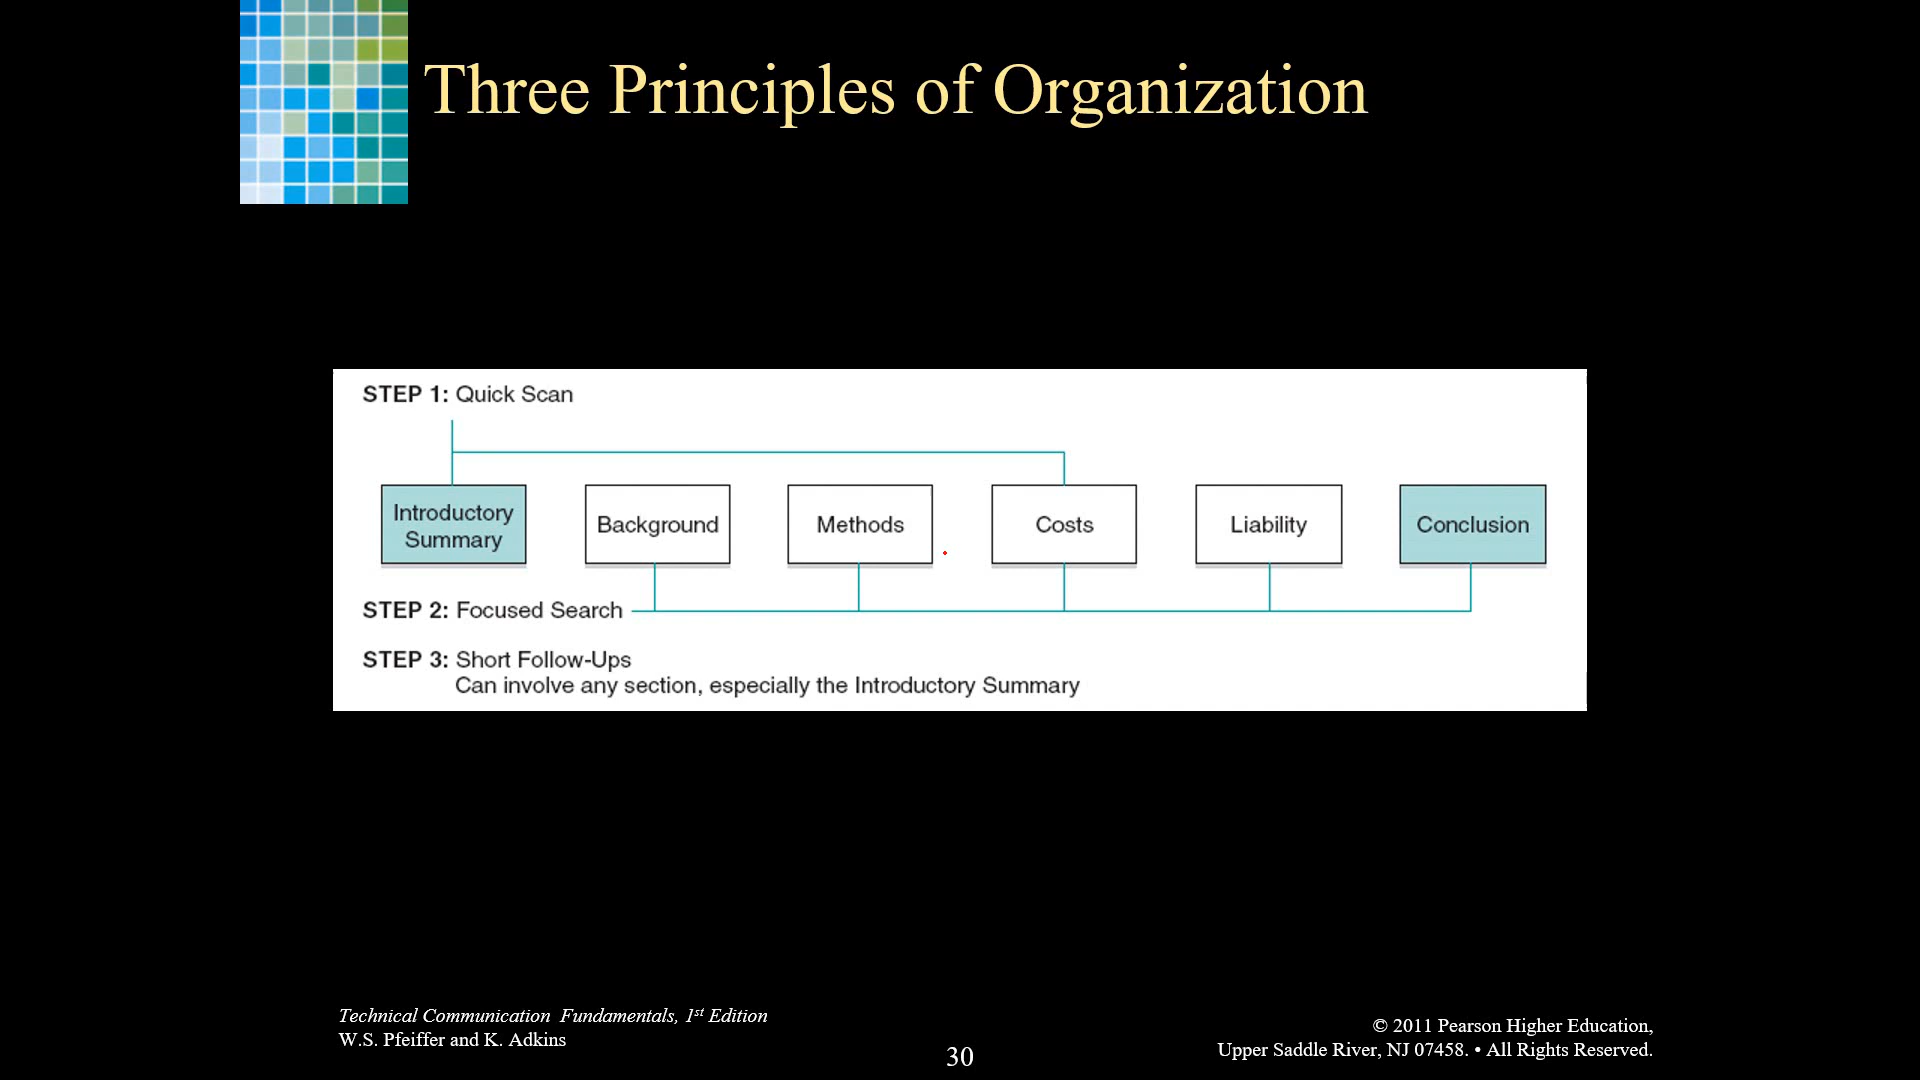 Three Principles of Organization
STEP 1: Quick Scan
Introductory
Summary
Background
Methods
Costs
Liability
Conclusion
STEP 2: Focused Search
STEP 3: Short Follow-Ups
Can involve any section, especially the Introductory Summary
Technical Communication  Fundamentals, 1st Edition
W.S. Pfeiffer and K. Adkins
30
© 2011 Pearson Higher Education,
Upper Saddle River, NJ 07458. • All Rights Reserved.